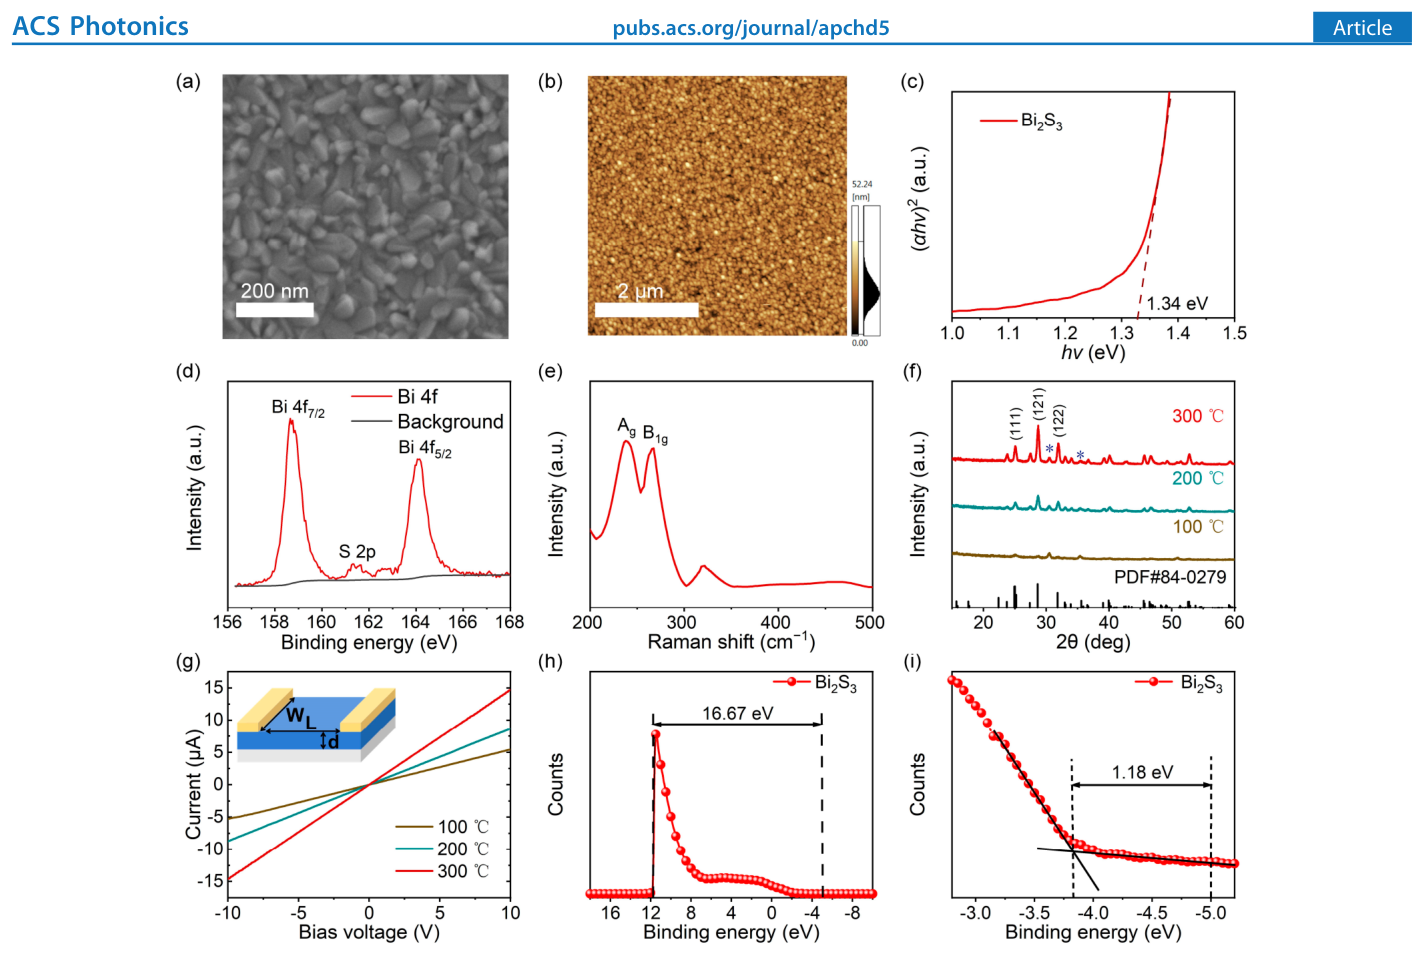 ACS Photonics
pubs.acs.org/journal/apchd5
Article
(a)
200 nm
(b)
2 µm
52.24
[nm]
0.00
(c)
Bi2S3
(αhν)2 (a.u.)
1.34 eV
1.0 1.1 1.2 1.3 1.4 1.5
hν (eV)
(d)
Bi 4f
Background
Bi 4f7/2
Bi 4f5/2
S 2p
Intensity (a.u.)
156 158 160 162 164 166 168
Binding energy (eV)
(e)
Ag
B1g
Intensity (a.u.)
200 300 400 500
Raman shift (cm−1)
(f)
(111)
(121)
(122)
*
*
300 ℃
200 ℃
100 ℃
PDF#84-0279
Intensity (a.u.)
20 30 40 50 60
2θ (deg)
(g)
15
10
5
0
-5
-10
-15
Current (µA)
W
L
d
100 ℃
200 ℃
300 ℃
-10 -5 0 5 10
Bias voltage (V)
(h)
Bi2S3
16.67 eV
Counts
16 12 8 4 0 -4 -8
Binding energy (eV)
(i)
Bi2S3
1.18 eV
Counts
-3.0 -3.5 -4.0 -4.5 -5.0
Binding energy (eV)